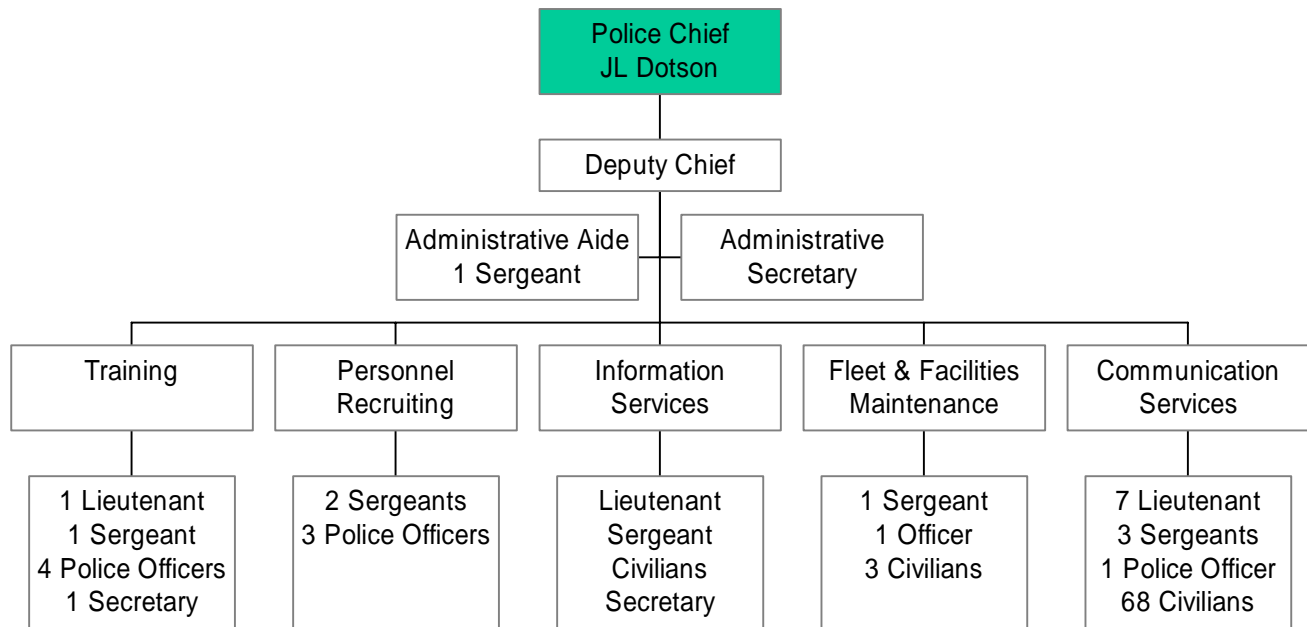 Police Chief
JL Dotson
Deputy Chief
Administrative Aide
1 Sergeant
Administrative
Secretary
Training
Personnel
Recruiting
Information
Services
Fleet & Facilities
Maintenance
Communication
Services
1 Lieutenant
1 Sergeant
4 Police Officers
1 Secretary
2 Sergeants
3 Police Officers
Lieutenant
Sergeant
Civilians
Secretary
1 Sergeant
1 Officer
3 Civilians
7 Lieutenant
3 Sergeants
1 Police Officer
68 Civilians